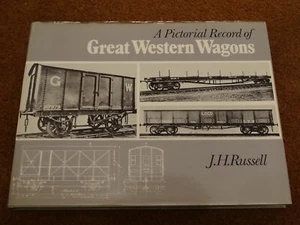 A Pictorial Record of
Great Western Wagons
G W
J.H.Russell